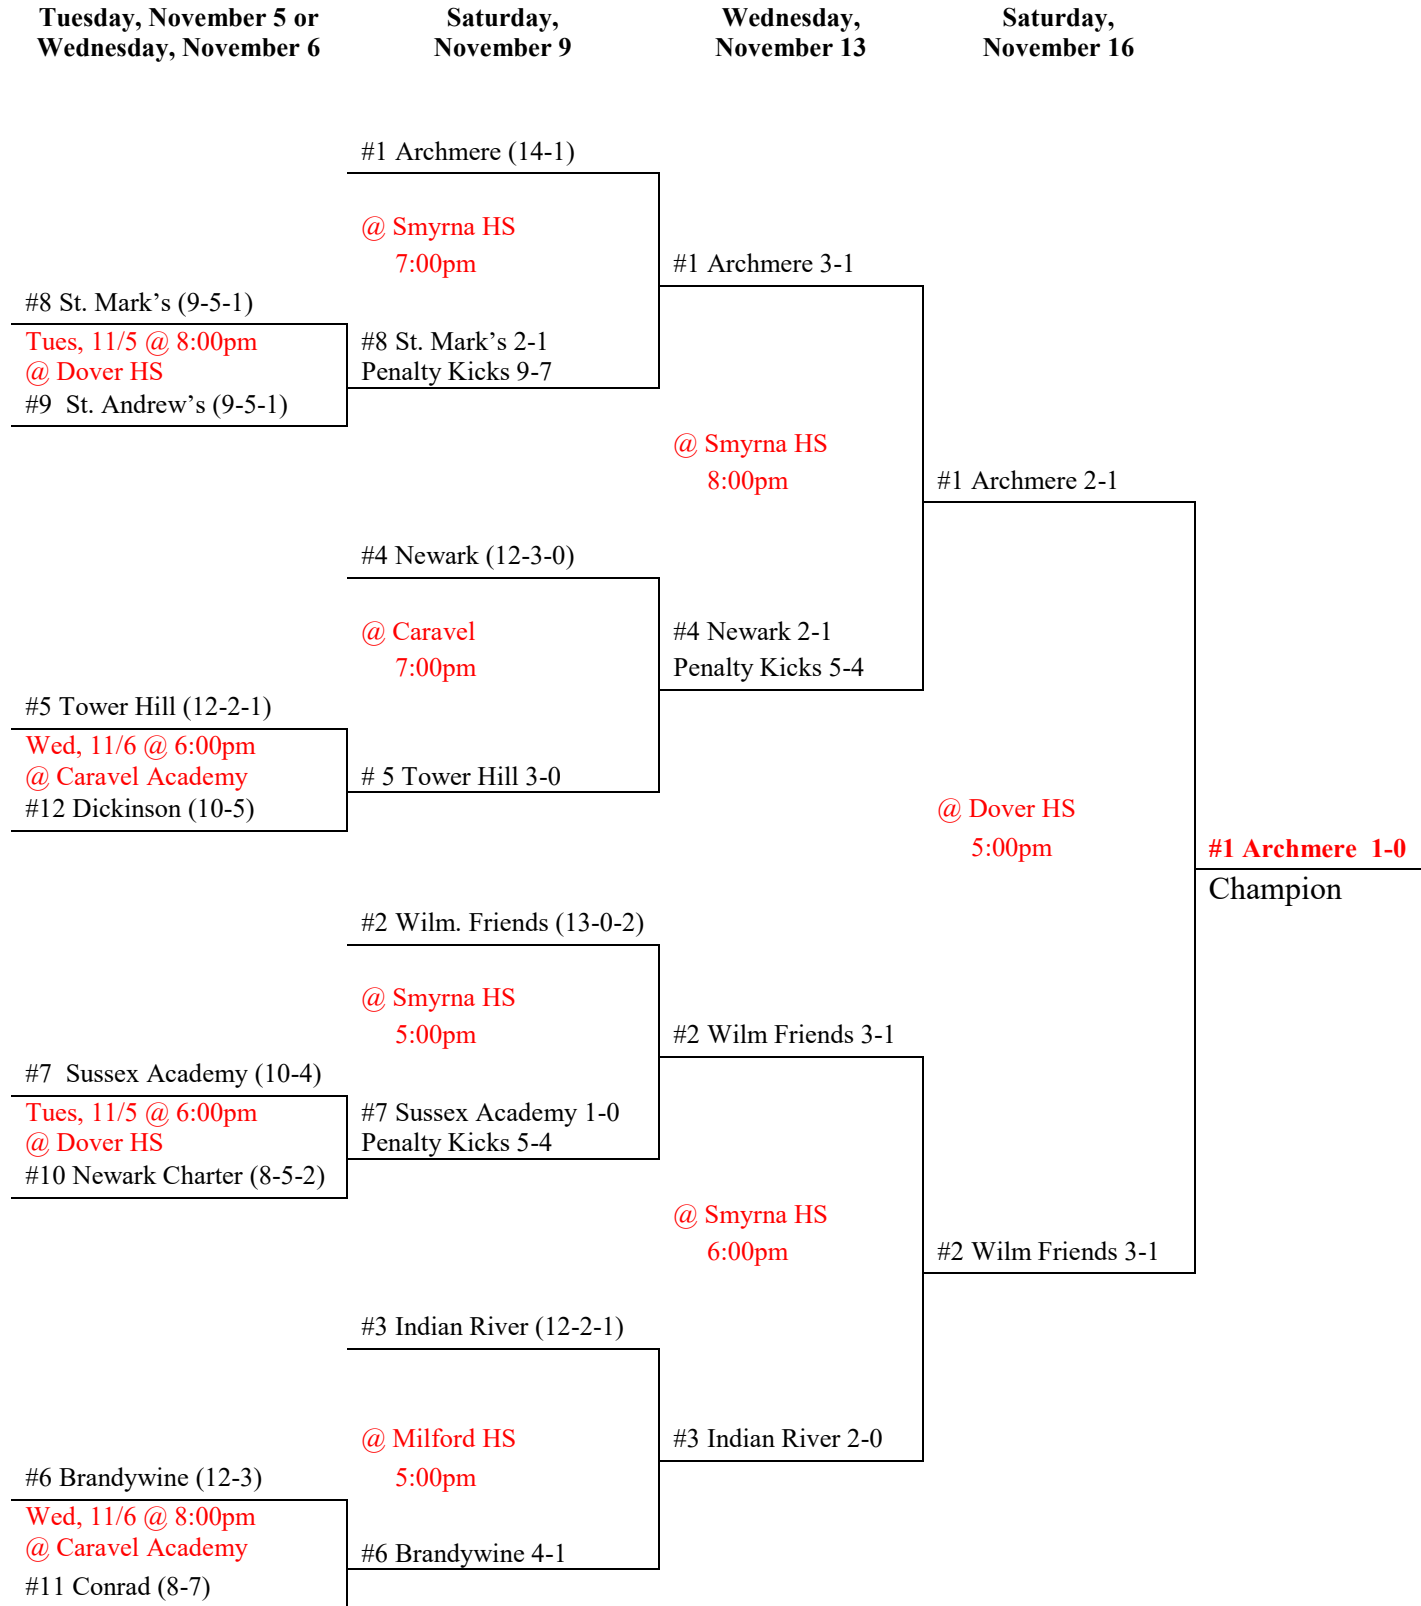 Tuesday, November 5 or
Wednesday, November 6
Saturday,
November 9
Wednesday,
November 13
Saturday,
November 16
#1 Archmere (14-1)
@ Smyrna HS
7:00pm
#1 Archmere 3-1
#8 St. Mark’s (9-5-1)
Tues, 11/5 @ 8:00pm
@ Dover HS
#9  St. Andrew’s (9-5-1)
#8 St. Mark’s 2-1
Penalty Kicks 9-7
@ Smyrna HS
8:00pm
#1 Archmere 2-1
#4 Newark (12-3-0)
@ Caravel
7:00pm
#4 Newark 2-1
Penalty Kicks 5-4
#5 Tower Hill (12-2-1)
Wed, 11/6 @ 6:00pm
@ Caravel Academy
#12 Dickinson (10-5)
# 5 Tower Hill 3-0
@ Dover HS
5:00pm
#1 Archmere  1-0
Champion
#2 Wilm. Friends (13-0-2)
@ Smyrna HS
5:00pm
#2 Wilm Friends 3-1
#7  Sussex Academy (10-4)
Tues, 11/5 @ 6:00pm
@ Dover HS
#10 Newark Charter (8-5-2)
#7 Sussex Academy 1-0
Penalty Kicks 5-4
@ Smyrna HS
6:00pm
#2 Wilm Friends 3-1
#3 Indian River (12-2-1)
@ Milford HS
5:00pm
#3 Indian River 2-0
#6 Brandywine (12-3)
Wed, 11/6 @ 8:00pm
@ Caravel Academy
#11 Conrad (8-7)
#6 Brandywine 4-1